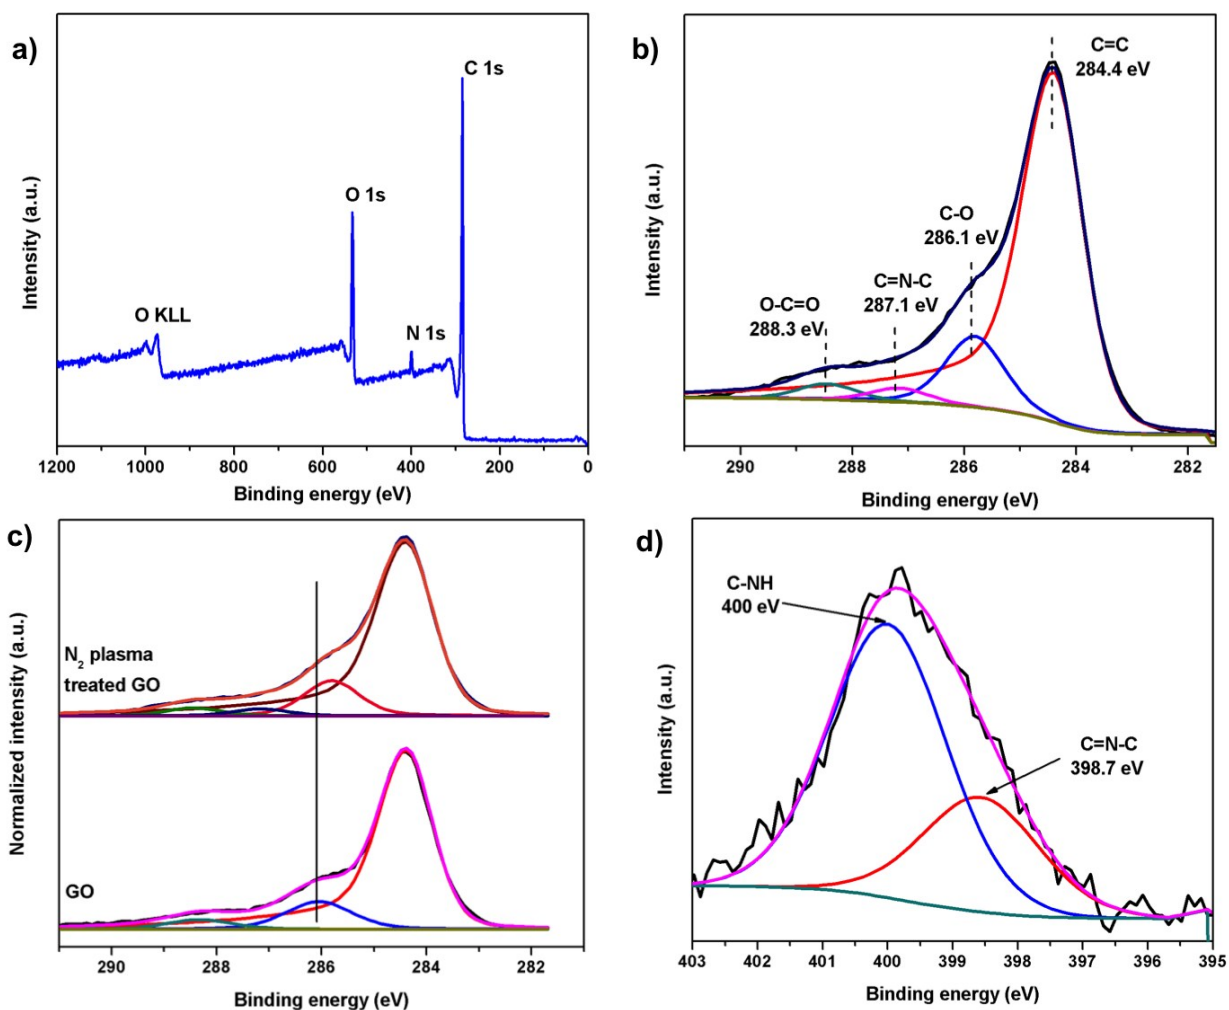 a)
C 1s
O 1s
N 1s
O KLL
Intensity (a.u.)
1200
1000
800
600
400
200
0
Binding energy (eV)
b)
C=C
284.4 eV
C-O
286.1 eV
C=N-C
287.1 eV
O-C=O
288.3 eV
Intensity (a.u.)
290
288
286
284
282
Binding energy (eV)
c)
N₂ plasma
treated GO
GO
Normalized intensity (a.u.)
290
288
286
284
282
Binding energy (eV)
d)
C-NH
400 eV
C=N-C
398.7 eV
Intensity (a.u.)
403
402
401
400
399
398
397
396
395
Binding energy (eV)